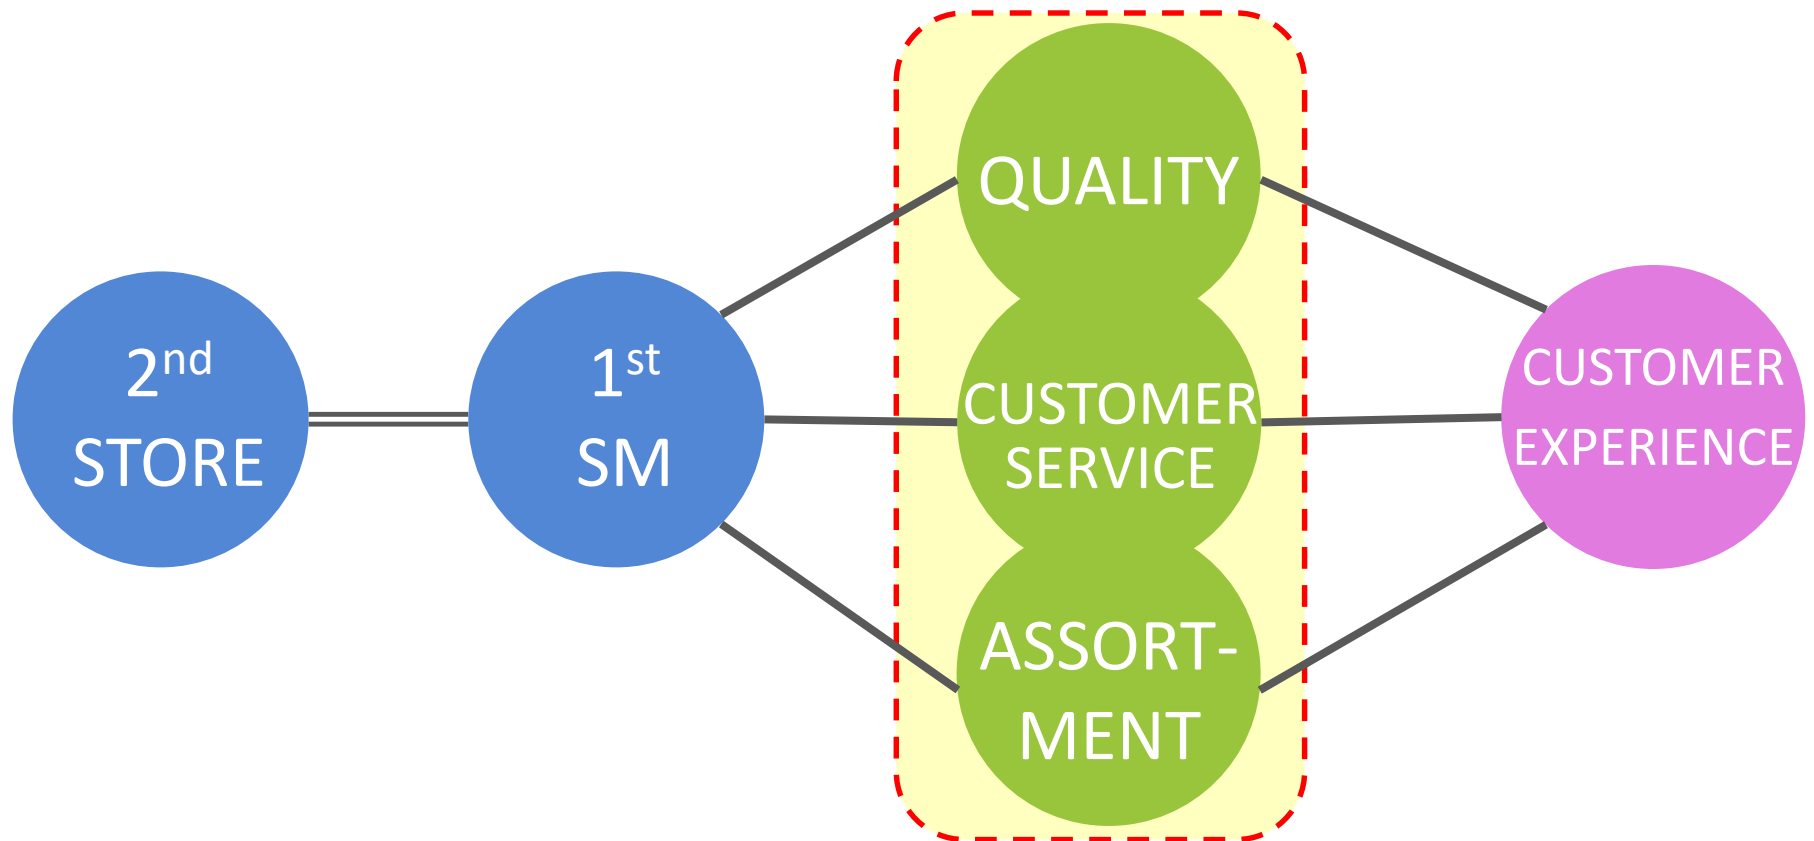 2nd
STORE
1st
SM
QUALITY
CUSTOMER
SERVICE
ASSORT-
MENT
CUSTOMER
EXPERIENCE